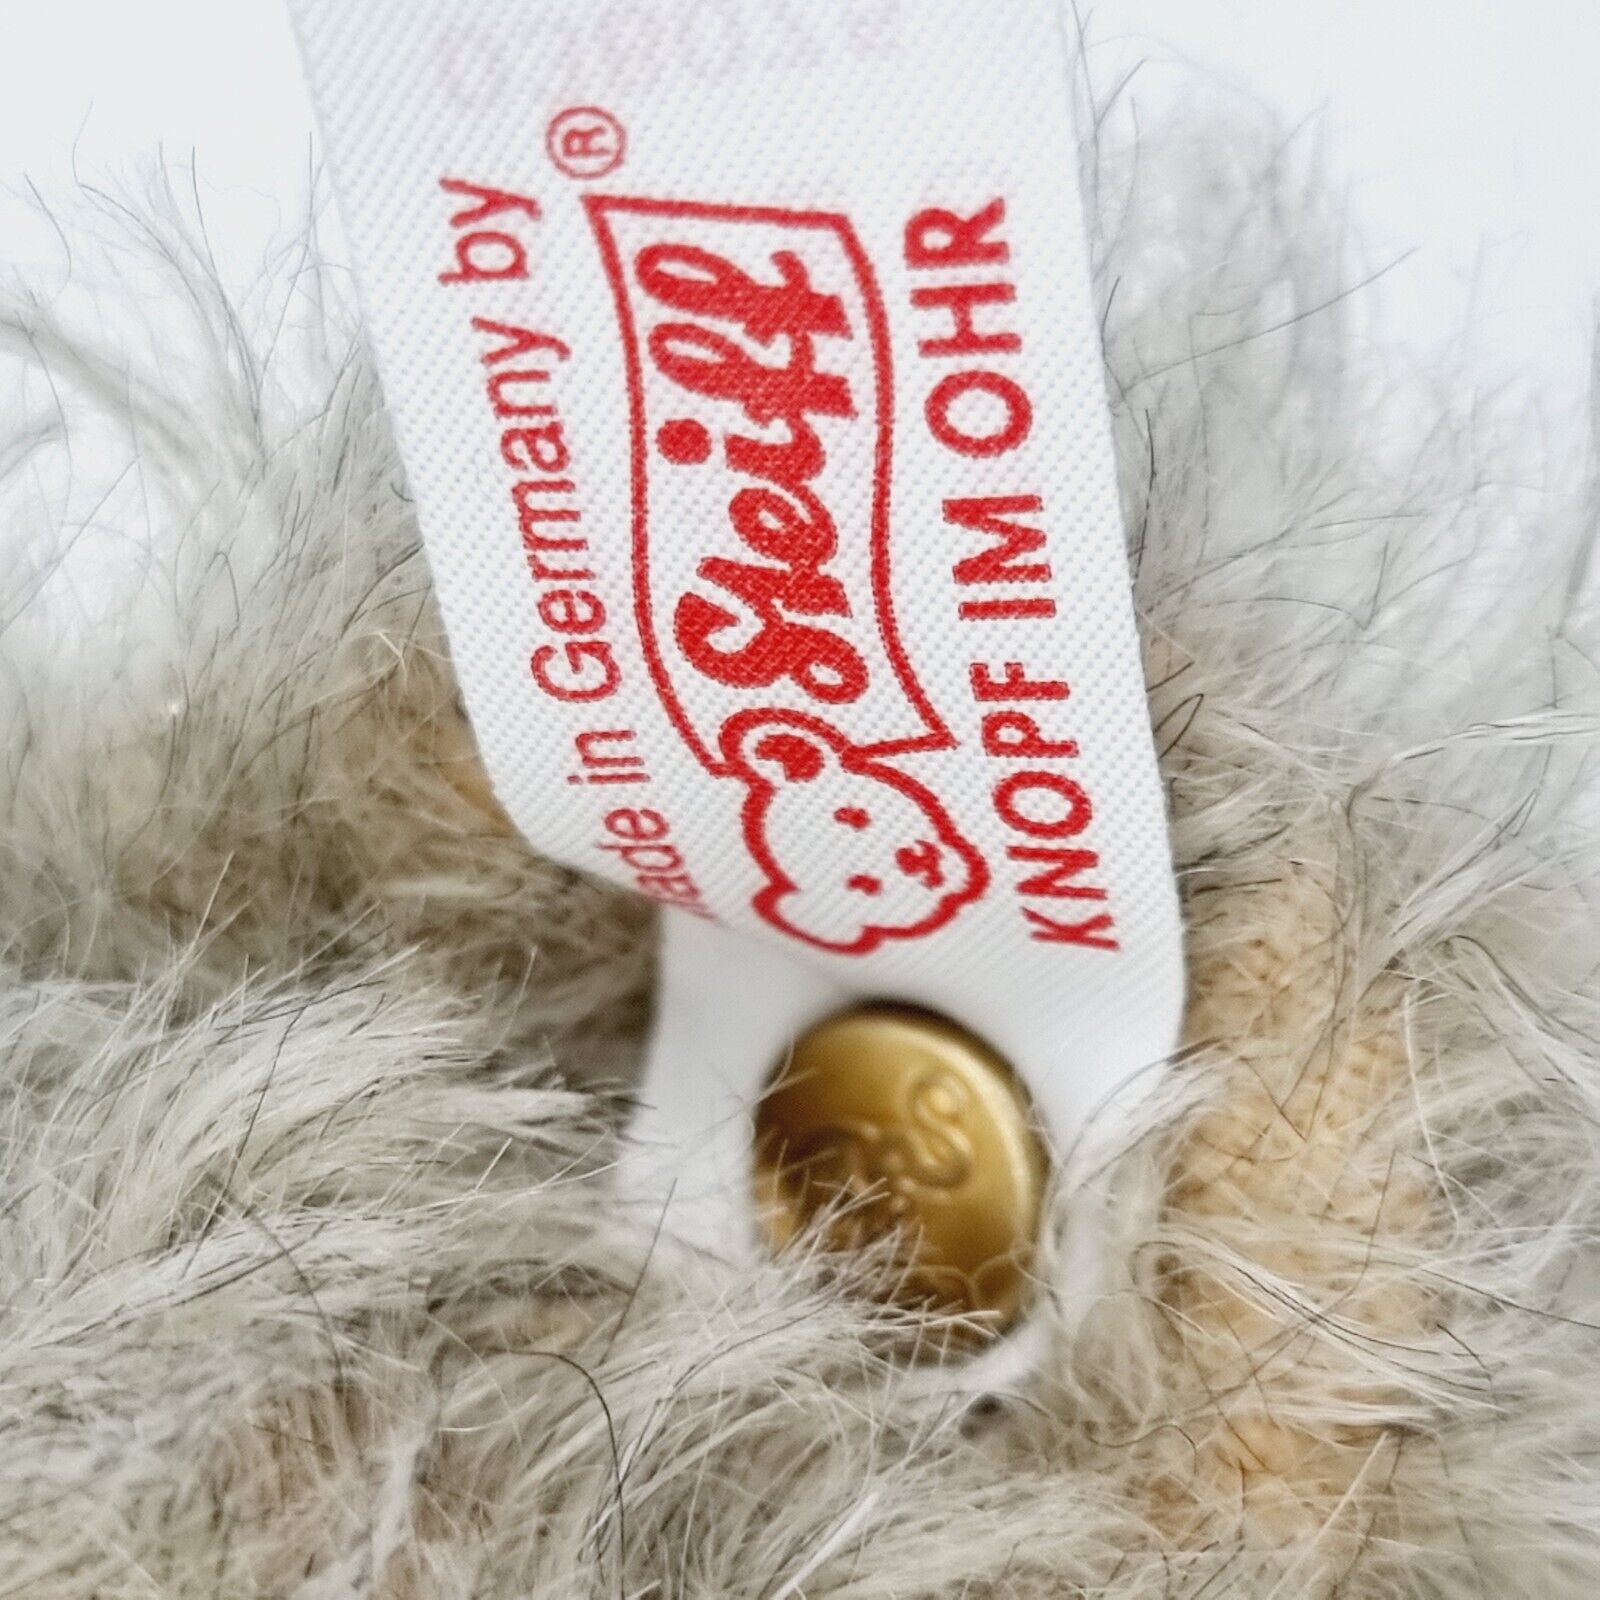 Made in Germany by
Steiff®
KNOPF IM OHR